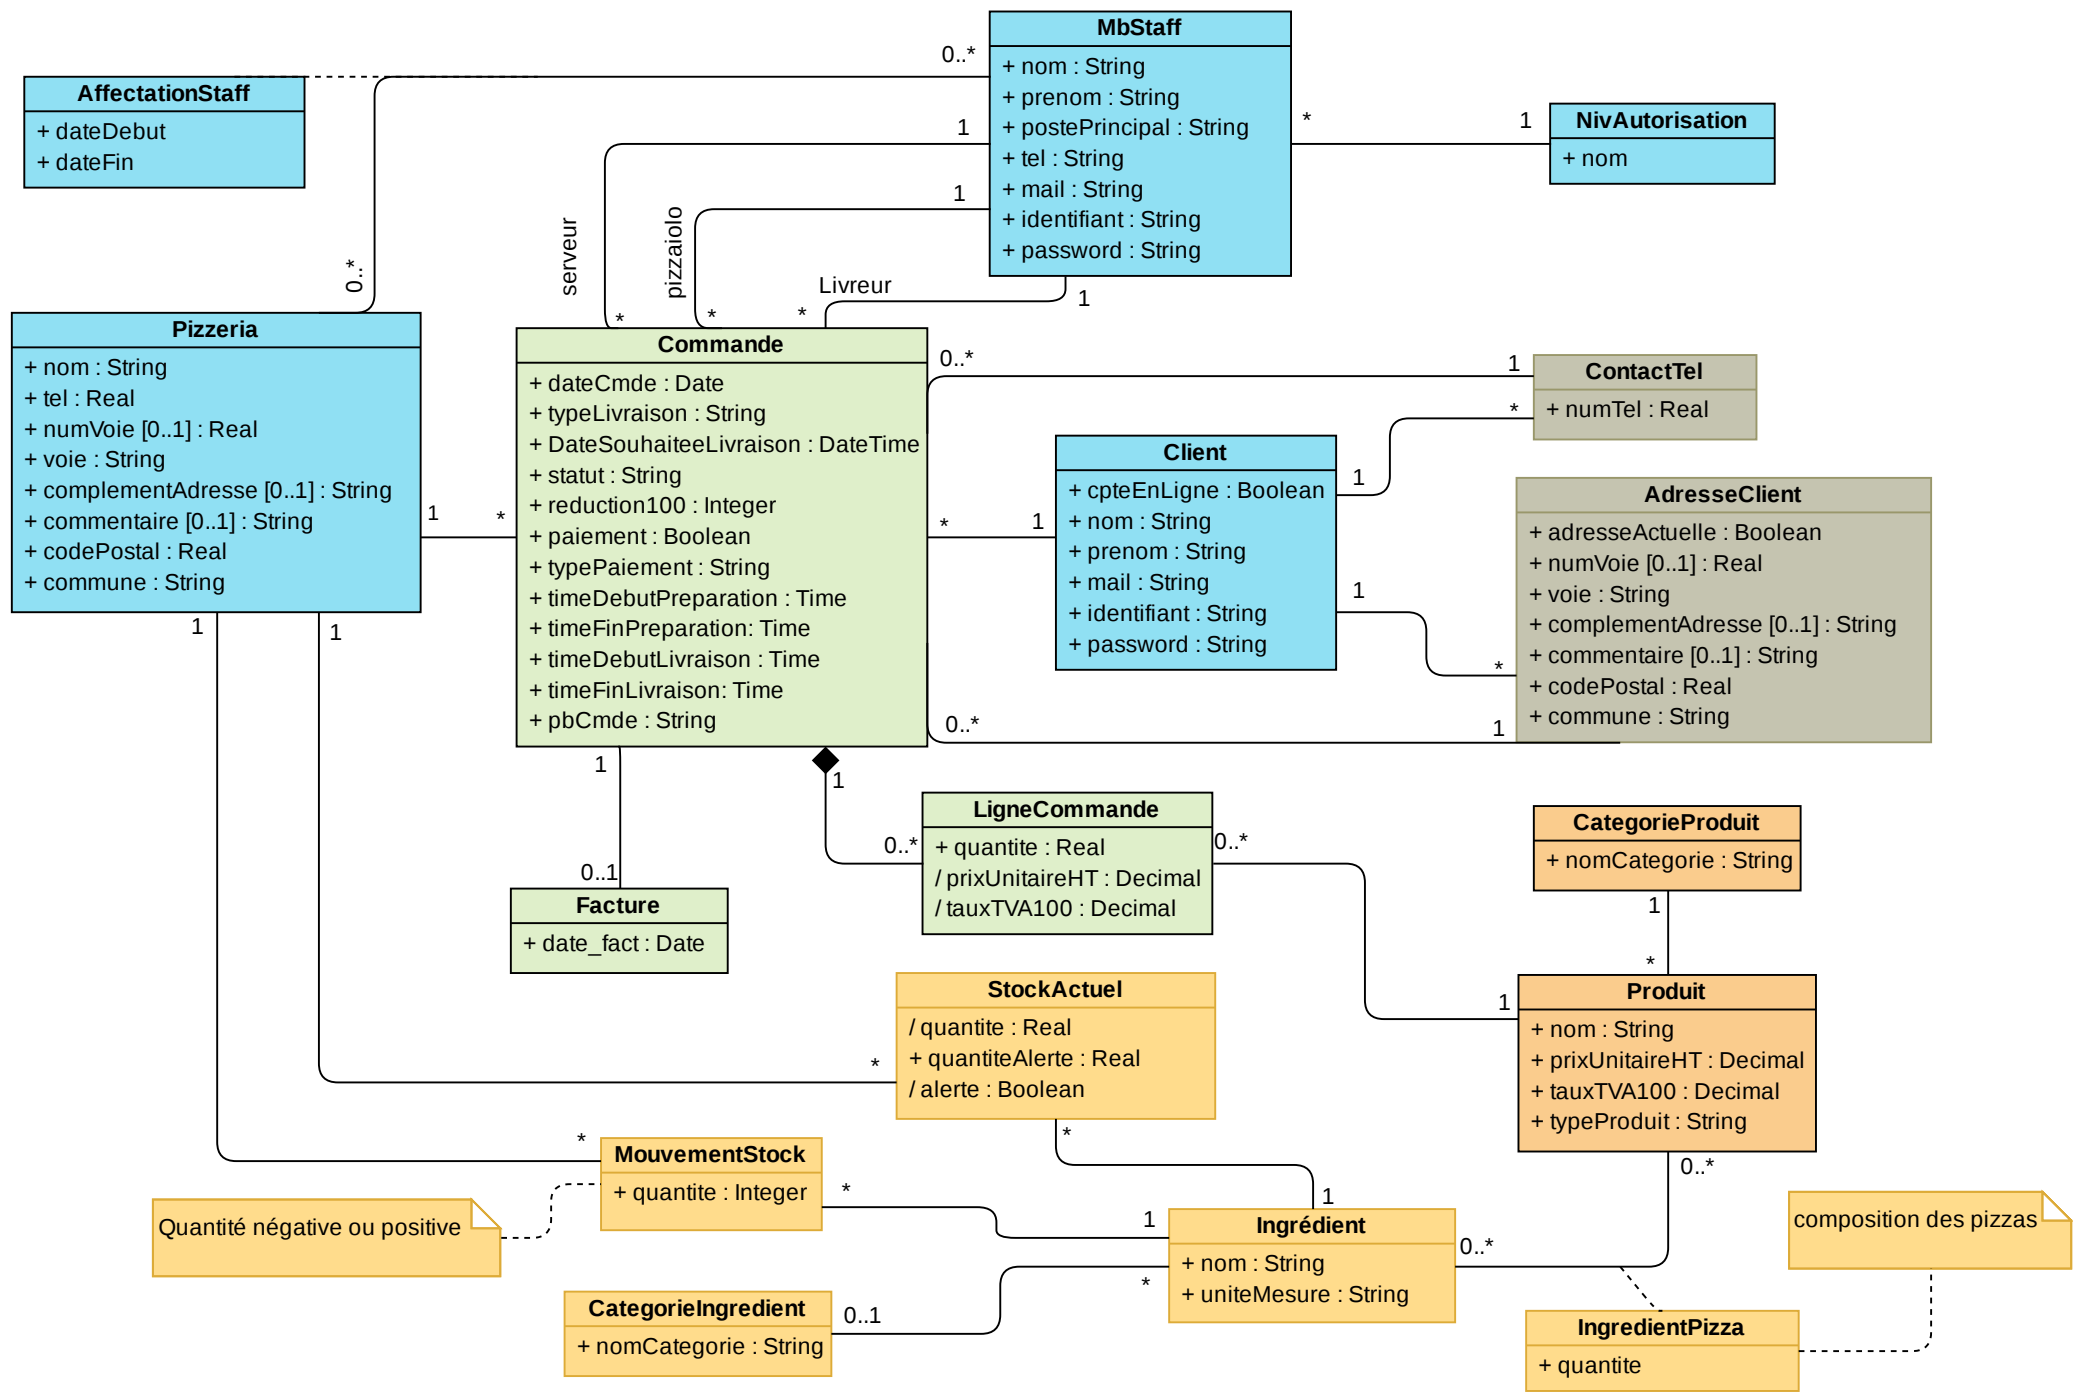 MbStaff
+ nom : String
+ prenom : String
+ postePrincipal : String
+ tel : String
+ mail : String
+ identifiant : String
+ password : String
0..*
1
1
1
*
1
NivAutorisation
+ nom
AffectationStaff
+ dateDebut
+ dateFin
0..*
serveur
*
pizzaiolo
*
Livreur
*
Pizzeria
+ nom : String
+ tel : Real
+ numVoie [0..1] : Real
+ voie : String
+ complementAdresse [0..1] : String
+ commentaire [0..1] : String
+ codePostal : Real
+ commune : String
1
*
1
1
Commande
+ dateCmde : Date
+ typeLivraison : String
+ DateSouhaiteeLivraison : DateTime
+ statut : String
+ reduction100 : Integer
+ paiement : Boolean
+ typePaiement : String
+ timeDebutPreparation : Time
+ timeFinPreparation: Time
+ timeDebutLivraison : Time
+ timeFinLivraison: Time
+ pbCmde : String
0..*
1
*
1
0..*
1
1
1
ContactTel
+ numTel : Real
*
1
Client
+ cpteEnLigne : Boolean
+ nom : String
+ prenom : String
+ mail : String
+ identifiant : String
+ password : String
1
*
AdresseClient
+ adresseActuelle : Boolean
+ numVoie [0..1] : Real
+ voie : String
+ complementAdresse [0..1] : String
+ commentaire [0..1] : String
+ codePostal : Real
+ commune : String
0..1
Facture
+ date_fact : Date
0..*
LigneCommande
+ quantite : Real
/ prixUnitaireHT : Decimal
/ tauxTVA100 : Decimal
0..*
CategorieProduit
+ nomCategorie : String
1
*
1
Produit
+ nom : String
+ prixUnitaireHT : Decimal
+ tauxTVA100 : Decimal
+ typeProduit : String
0..*
*
StockActuel
/ quantite : Real
+ quantiteAlerte : Real
/ alerte : Boolean
*
1
*
MouvementStock
+ quantite : Integer
*
1
Quantité négative ou positive
Ingrédient
+ nom : String
+ uniteMesure : String
0..*
*
CategorieIngredient
+ nomCategorie : String
0..1
composition des pizzas
IngredientPizza
+ quantite